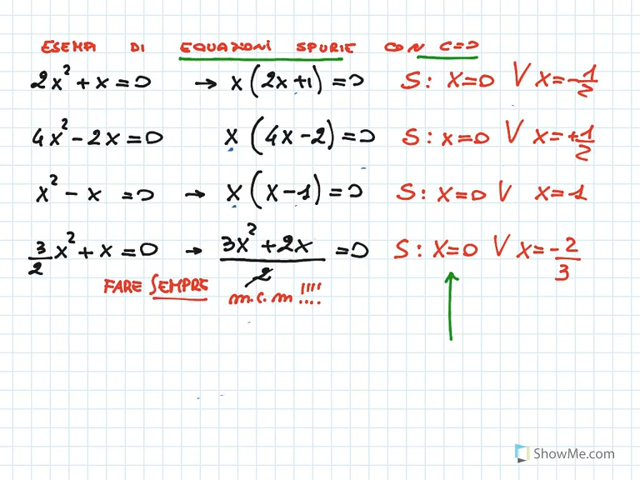 ESEMPI DI EQUAZIONI SPURIE CON C=0
2x² + x = 0 → x(2x+1) = 0 S: x=0 V x=-1/2
4x² - 2x = 0 x(4x-2) = 0 S: x=0 V x=+1/2
x² - x = 0 → x(x-1) = 0 S: x=0 V x=1
3/2 x² + x = 0 → (3x² + 2x)/2 = 0 S: x=0 V x=-2/3
FARE SEMPRE m.c.m !!!!
ShowMe.com